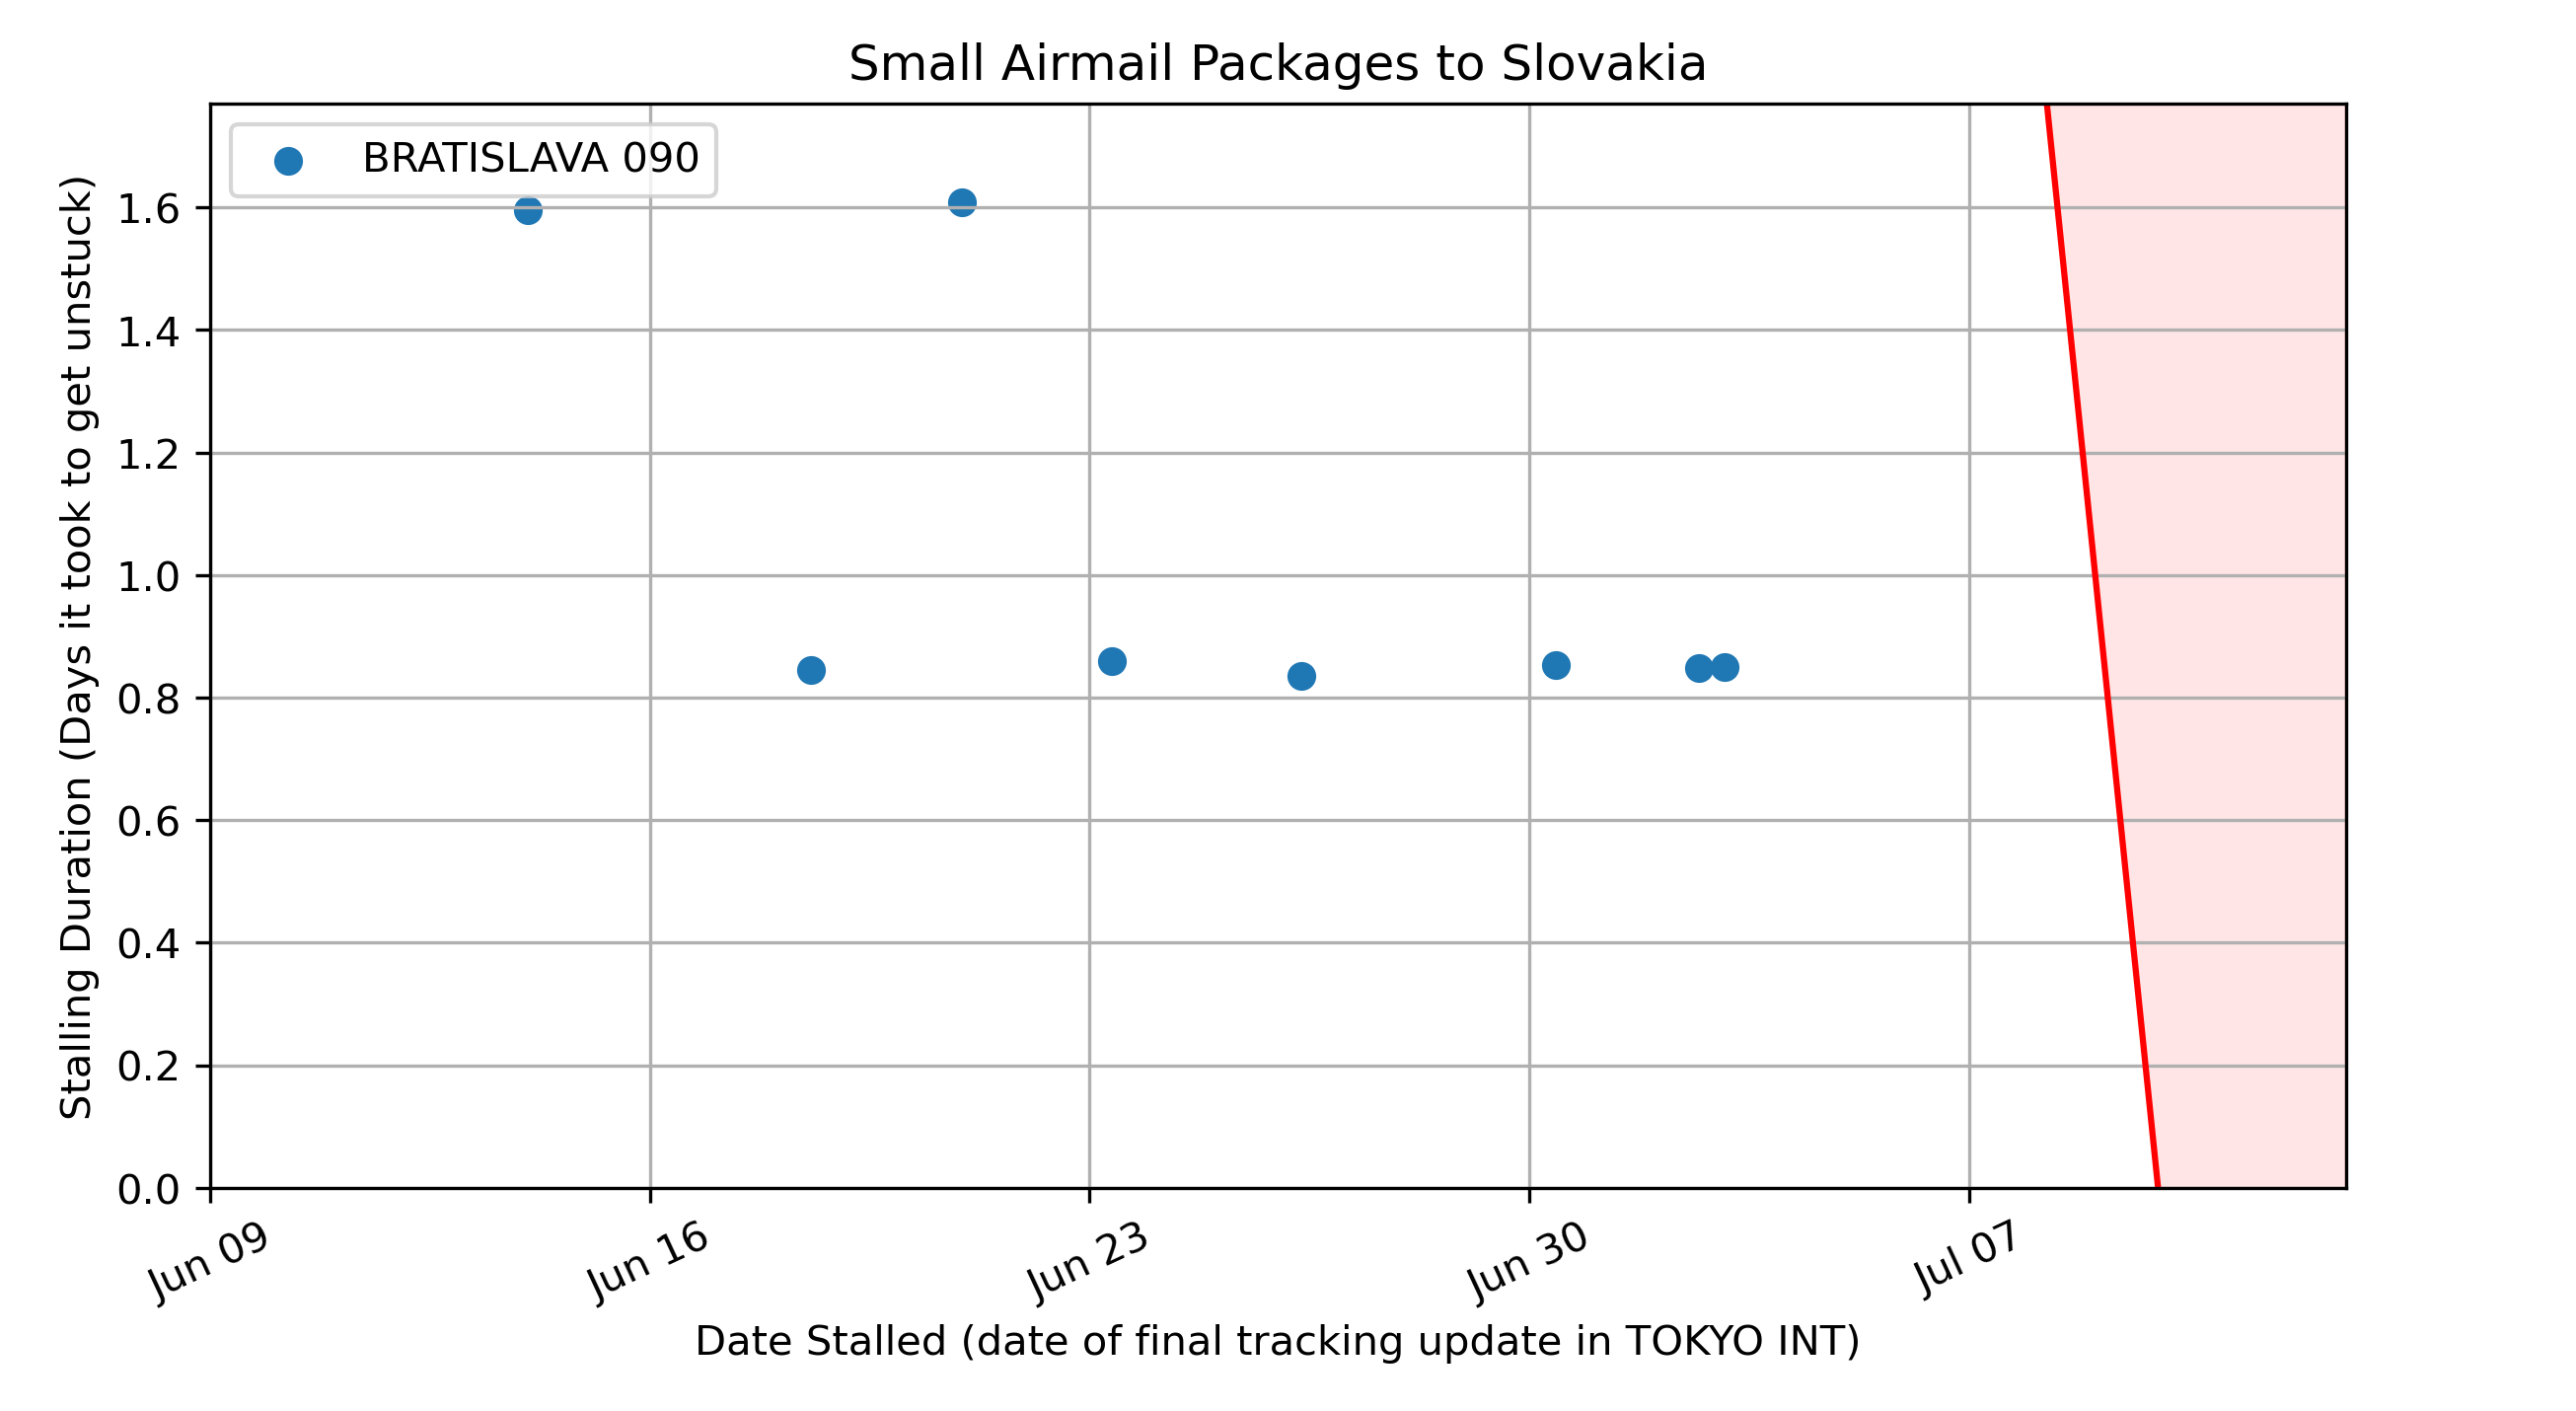 Small Airmail Packages to Slovakia
BRATISLAVA 090
Stalling Duration (Days it took to get unstuck)
1.6
1.4
1.2
1.0
0.8
0.6
0.4
0.2
0.0
Jun 09
Jun 16
Jun 23
Jun 30
Jul 07
Date Stalled (date of final tracking update in TOKYO INT)